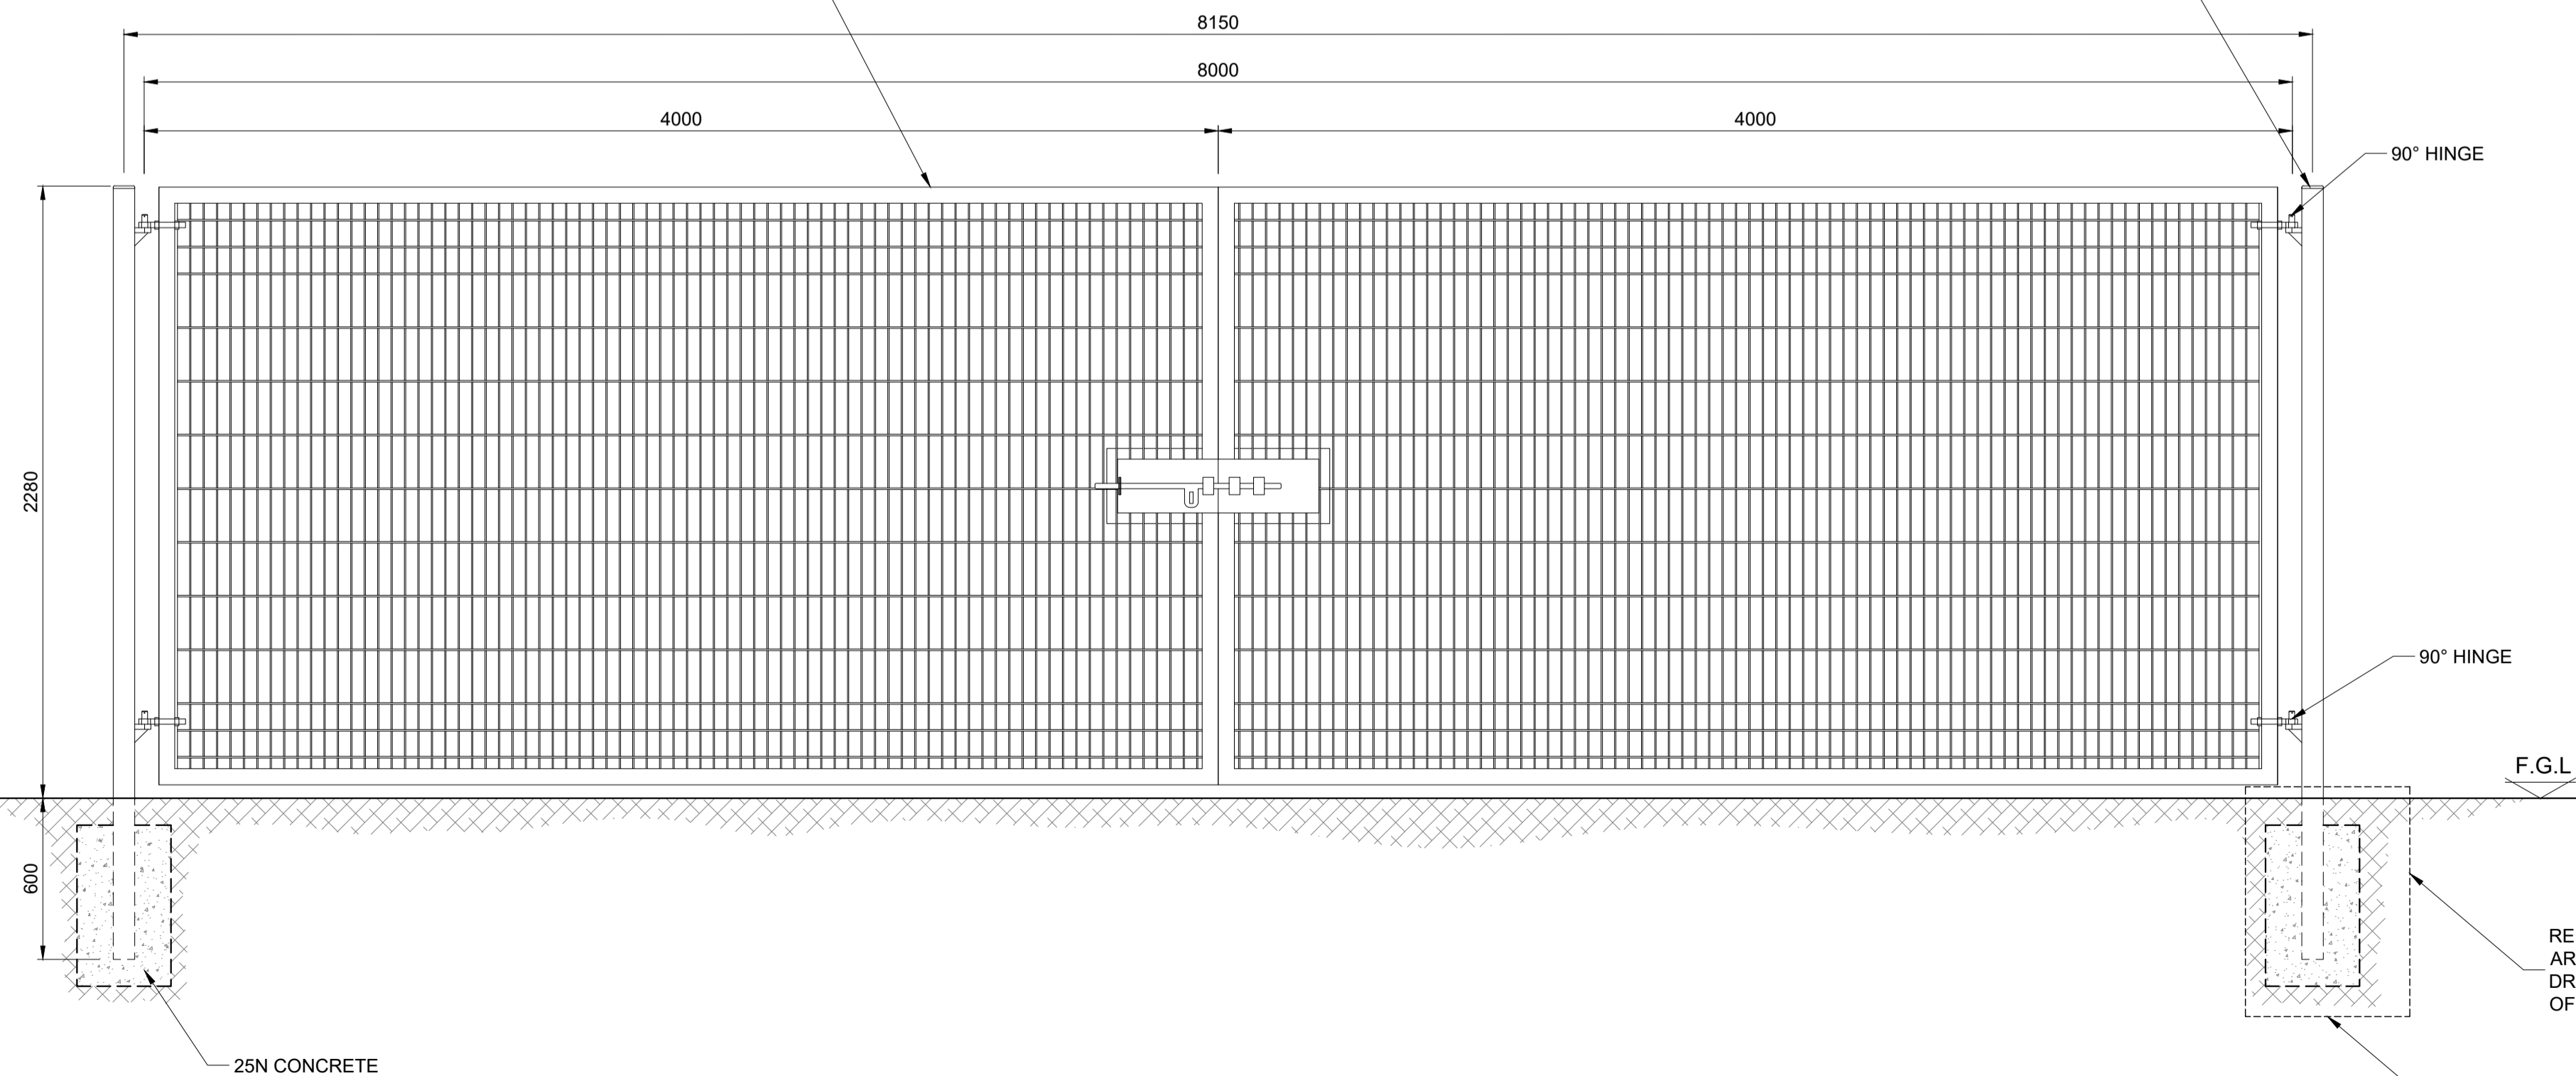 8150
8000
4000
4000
90° HINGE
2280
90° HINGE
F.G.L
600
RE
AR
DR
OF
25N CONCRETE